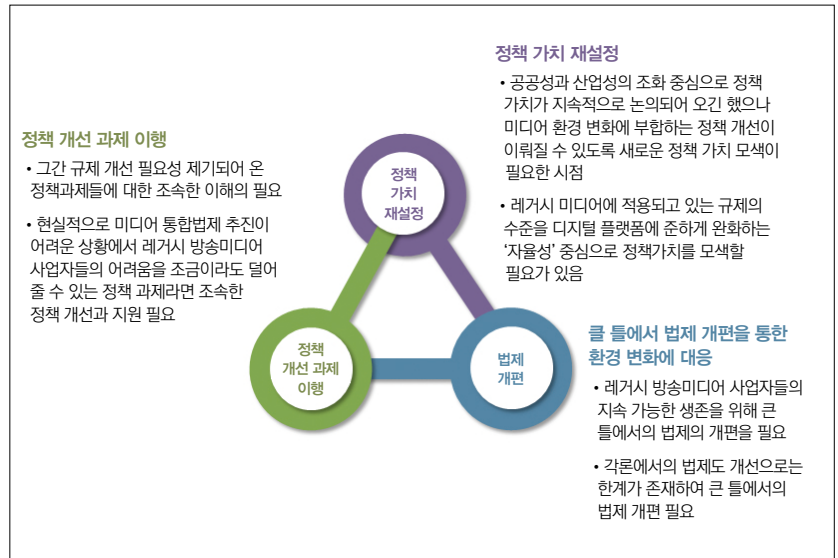 정책 가치 재설정
• 공공성과 산업성의 조화 중심으로 정책
가치가 지속적으로 논의되어 오긴 했으나
미디어 환경 변화에 부합하는 정책 개선이
이뤄질 수 있도록 새로운 정책 가치 모색이
필요한 시점
• 레거시 미디어에 적용되고 있는 규제의
수준을 디지털 플랫폼에 준하게 완화하는
‘자율성’ 중심으로 정책가치를 모색할
필요가 있음
정책 개선 과제 이행
• 그간 규제 개선 필요성 제기되어 온
정책과제들에 대한 조속한 이해의 필요
• 현실적으로 미디어 통합법제 추진이
어려운 상황에서 레거시 방송미디어
사업자들의 어려움을 조금이라도 덜어
줄 수 있는 정책 과제라면 조속한
정책 개선과 지원 필요
정책
가치
재설정
정책
개선 과제
이행
법제
개편
클 틀에서 법제 개편을 통한
환경 변화에 대응
• 레거시 방송미디어 사업자들의
지속 가능한 생존을 위해 큰
틀에서의 법제의 개편을 필요
• 각론에서의 법제도 개선으로는
한계가 존재하여 큰 틀에서의
법제 개편 필요